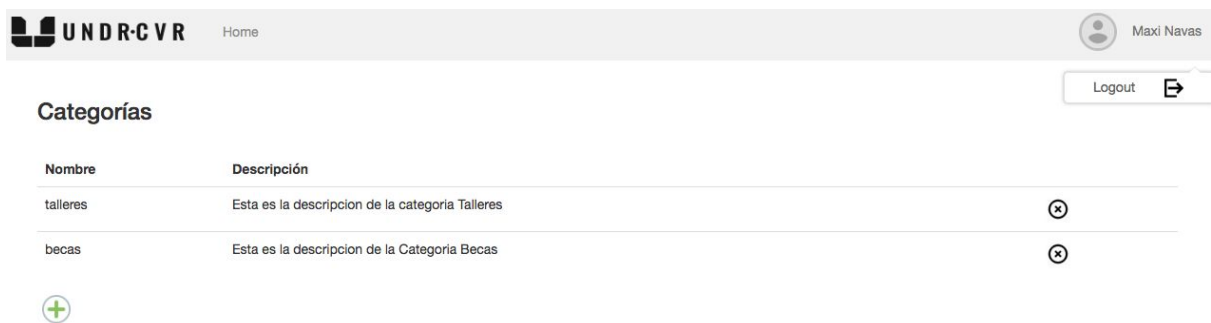 UNDR·CVR Home Maxi Navas
Logout
Categorías
Nombre Descripción
talleres Esta es la descripcion de la categoria Talleres
becas Esta es la descripcion de la Categoria Becas